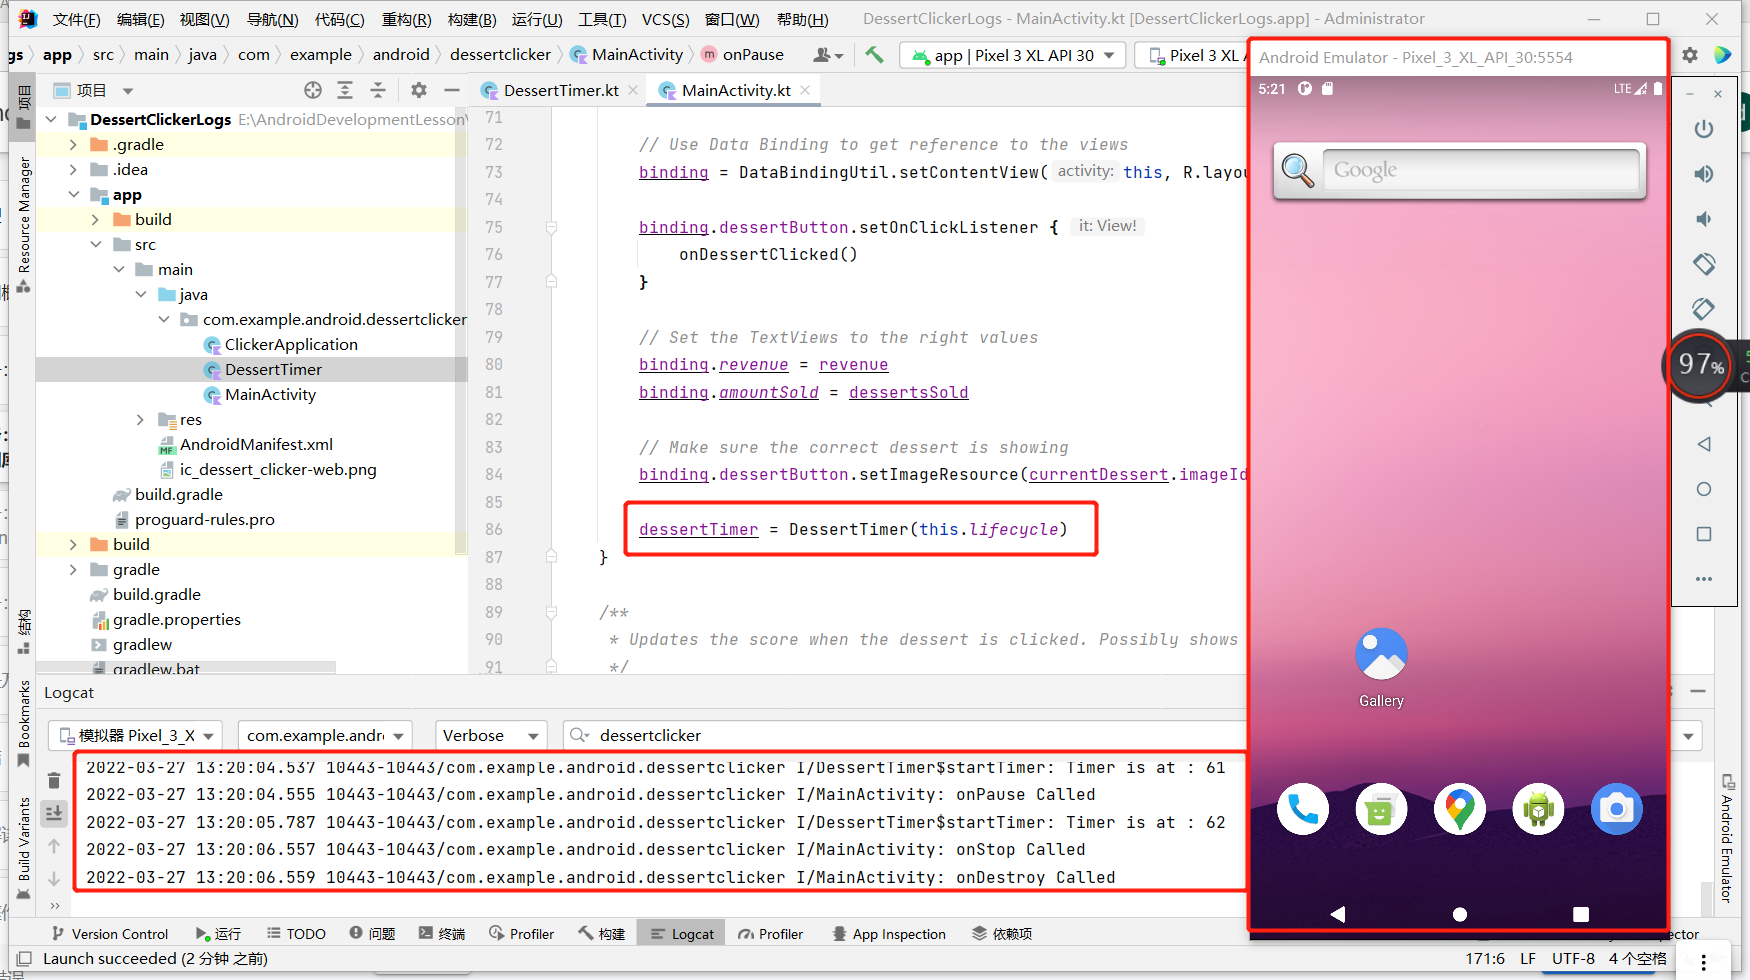 文件(F) 编辑(E) 视图(V) 导航(N) 代码(C) 重构(R) 构建(B) 运行(U) 工具(T) VCS(S) 窗口(W) 帮助(H) DessertClickerLogs - MainActivity.kt [DessertClickerLogs.app] - Administrator
gs app src main java com example android dessertclicker MainActivity onPause app | Pixel 3 XL API 30 Pixel 3 XL
项目 DessertTimer.kt MainActivity.kt
DessertClickerLogs E:\AndroidDevelopmentLesson\
.gradle
.idea
app
build
src
main
java
com.example.android.dessertclicker
ClickerApplication
DessertTimer
MainActivity
res
AndroidManifest.xml
ic_dessert_clicker-web.png
build.gradle
proguard-rules.pro
build
gradle
build.gradle
gradle.properties
gradlew
gradlew.bat
项目
Resource Manager
结构
Bookmarks
Build Variants
71
72 // Use Data Binding to get reference to the views
73 binding = DataBindingUtil.setContentView( activity: this, R.layou
74
75 binding.dessertButton.setOnClickListener { it: View!
76 onDessertClicked()
77 }
78
79 // Set the TextViews to the right values
80 binding.revenue = revenue
81 binding.amountSold = dessertsSold
82
83 // Make sure the correct dessert is showing
84 binding.dessertButton.setImageResource(currentDessert.imageId
85
86 dessertTimer = DessertTimer(this.lifecycle)
87 }
88
89 /**
90 * Updates the score when the dessert is clicked. Possibly shows
91 */
Android Emulator - Pixel_3_XL_API_30:5554
5:21 LTE
Google
Gallery
97%
Logcat
模拟器 Pixel_3_X com.example.andr Verbose dessertclicker
2022-03-27 13:20:04.537 10443-10443/com.example.android.dessertclicker I/DessertTimer$startTimer: Timer is at : 61
2022-03-27 13:20:04.555 10443-10443/com.example.android.dessertclicker I/MainActivity: onPause Called
2022-03-27 13:20:05.787 10443-10443/com.example.android.dessertclicker I/DessertTimer$startTimer: Timer is at : 62
2022-03-27 13:20:06.557 10443-10443/com.example.android.dessertclicker I/MainActivity: onStop Called
2022-03-27 13:20:06.559 10443-10443/com.example.android.dessertclicker I/MainActivity: onDestroy Called
Android Emulator
Version Control 运行 TODO 问题 终端 Profiler 构建 Logcat Profiler App Inspection 依赖项 pector
Launch succeeded (2 分钟 之前) 171:6 LF UTF-8 4 个空格